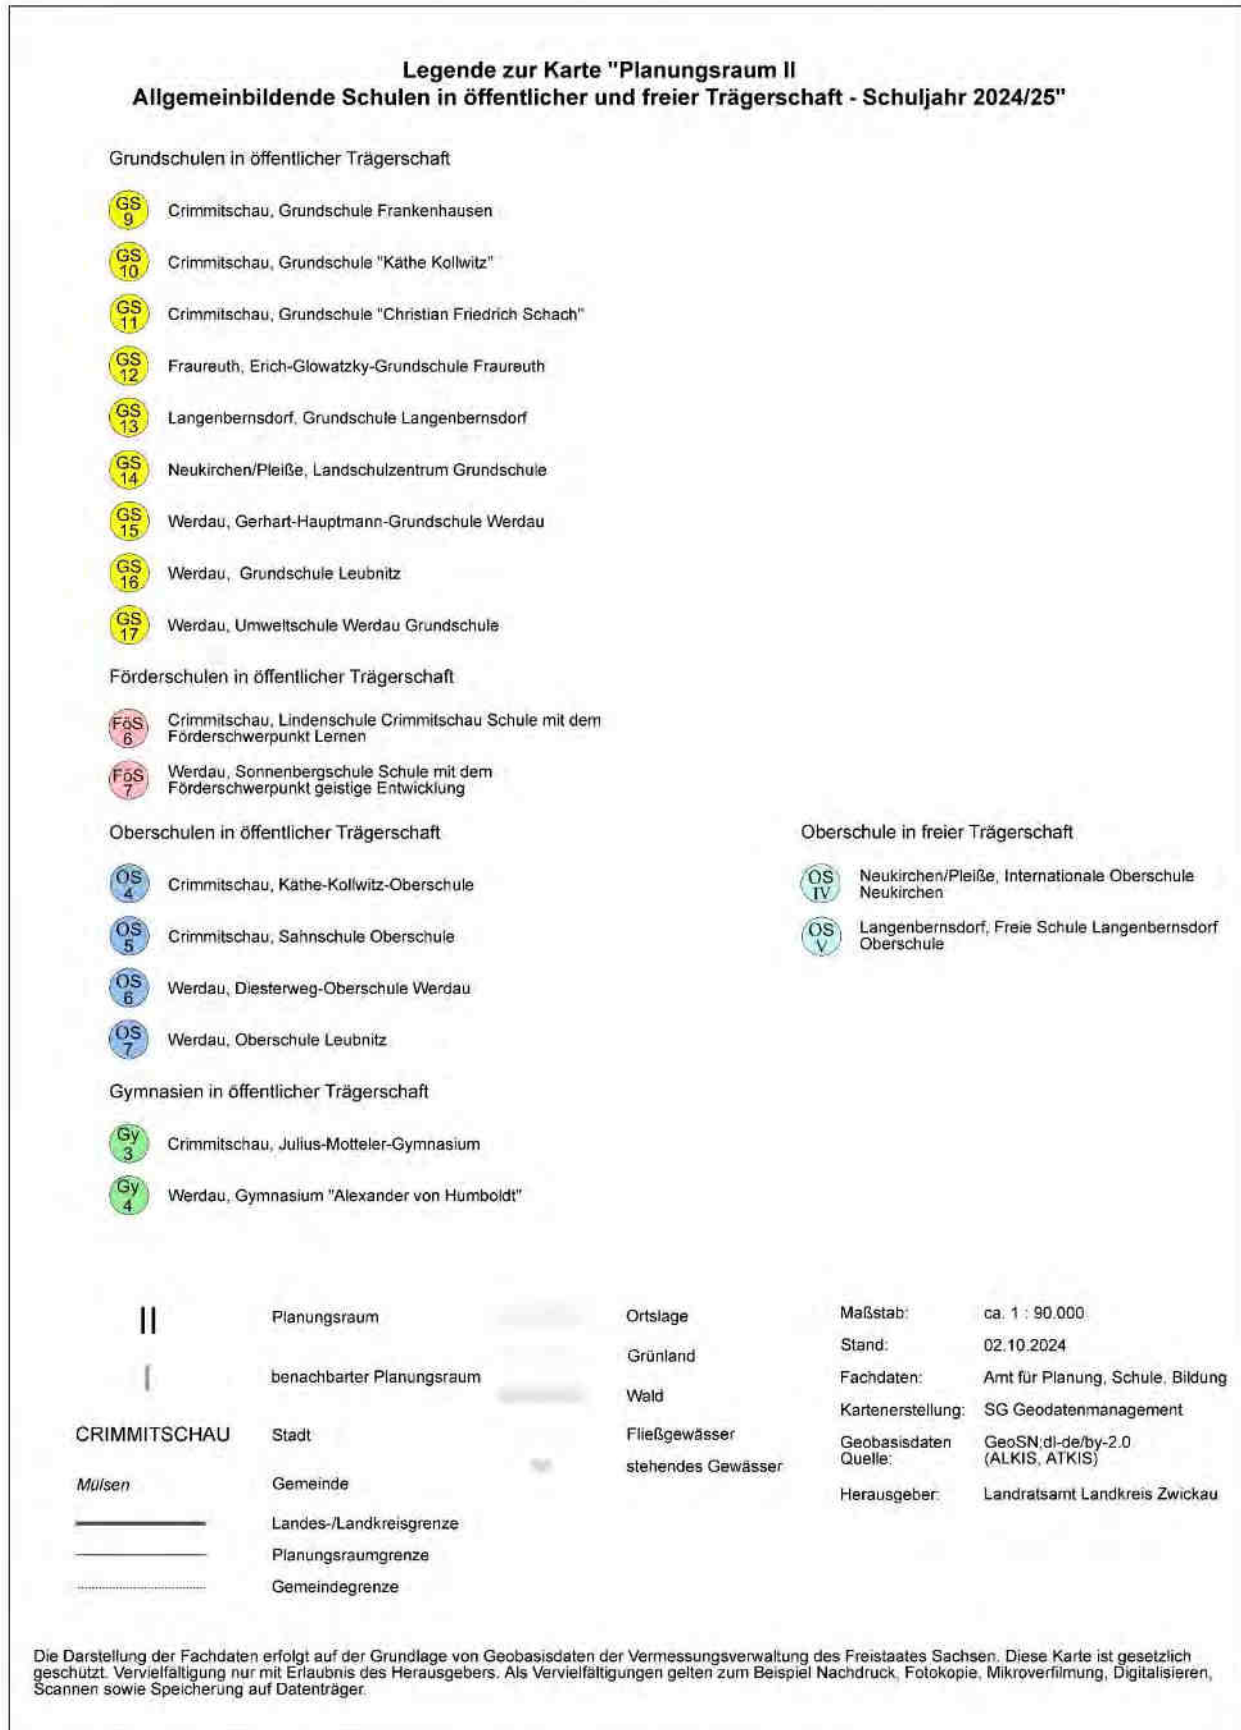 Legende zur Karte "Planungsraum II
Allgemeinbildende Schulen in öffentlicher und freier Trägerschaft - Schuljahr 2024/25"
Grundschulen in öffentlicher Trägerschaft
GS 9 Crimmitschau, Grundschule Frankenhausen
GS 10 Crimmitschau, Grundschule "Käthe Kollwitz"
GS 11 Crimmitschau, Grundschule "Christian Friedrich Schach"
GS 12 Fraureuth, Erich-Glowatzky-Grundschule Fraureuth
GS 13 Langenbernsdorf, Grundschule Langenbernsdorf
GS 14 Neukirchen/Pleiße, Landschulzentrum Grundschule
GS 15 Werdau, Gerhart-Hauptmann-Grundschule Werdau
GS 16 Werdau, Grundschule Leubnitz
GS 17 Werdau, Umweltschule Werdau Grundschule
Förderschulen in öffentlicher Trägerschaft
FöS 6 Crimmitschau, Lindenschule Crimmitschau Schule mit dem
Förderschwerpunkt Lernen
FöS 7 Werdau, Sonnenbergschule Schule mit dem
Förderschwerpunkt geistige Entwicklung
Oberschulen in öffentlicher Trägerschaft
OS 4 Crimmitschau, Käthe-Kollwitz-Oberschule
OS 5 Crimmitschau, Sahnschule Oberschule
OS 6 Werdau, Diesterweg-Oberschule Werdau
OS 7 Werdau, Oberschule Leubnitz
Oberschule in freier Trägerschaft
OS IV Neukirchen/Pleiße, Internationale Oberschule
Neukirchen
OS V Langenbernsdorf, Freie Schule Langenbernsdorf
Oberschule
Gymnasien in öffentlicher Trägerschaft
Gy 3 Crimmitschau, Julius-Motteler-Gymnasium
Gy 4 Werdau, Gymnasium "Alexander von Humboldt"
II Planungsraum
I benachbarter Planungsraum
CRIMMITSCHAU Stadt
Mülsen Gemeinde
Landes-/Landkreisgrenze
Planungsraumgrenze
Gemeindegrenze
Ortslage
Grünland
Wald
Fließgewässer
stehendes Gewässer
Maßstab: ca. 1 : 90.000
Stand: 02.10.2024
Fachdaten: Amt für Planung, Schule, Bildung
Kartenerstellung: SG Geodatenmanagement
Geobasisdaten GeoSN;dl-de/by-2.0
Quelle: (ALKIS, ATKIS)
Herausgeber: Landratsamt Landkreis Zwickau
Die Darstellung der Fachdaten erfolgt auf der Grundlage von Geobasisdaten der Vermessungsverwaltung des Freistaates Sachsen. Diese Karte ist gesetzlich
geschützt. Vervielfältigung nur mit Erlaubnis des Herausgebers. Als Vervielfältigungen gelten zum Beispiel Nachdruck, Fotokopie, Mikroverfilmung, Digitalisieren,
Scannen sowie Speicherung auf Datenträger.